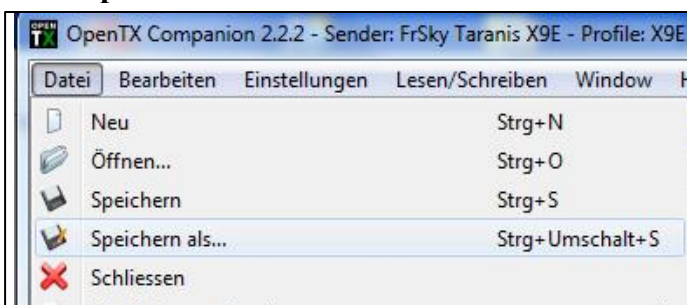 OpenTX Companion 2.2.2 - Sender: FrSky Taranis X9E - Profile: X9E
Datei Bearbeiten Einstellungen Lesen/Schreiben Window
Neu Strg+N
Öffnen... Strg+O
Speichern Strg+S
Speichern als... Strg+Umschalt+S
Schliessen